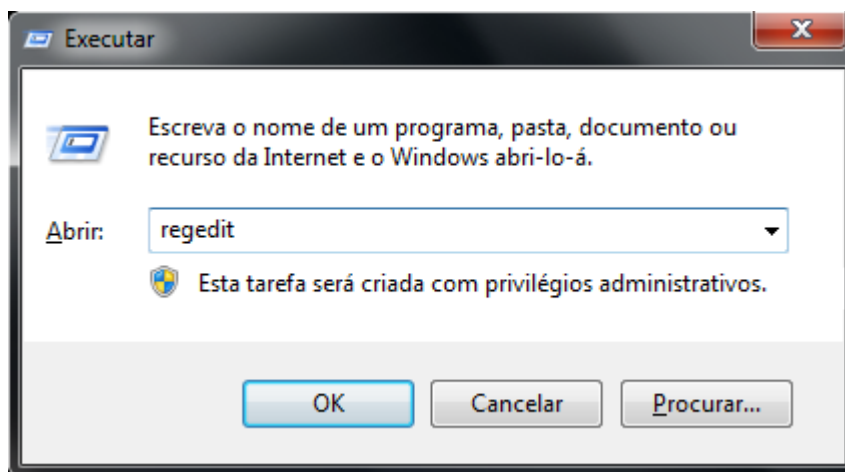 Executar
Escreva o nome de um programa, pasta, documento ou
recurso da Internet e o Windows abri-lo-á.
Abrir: regedit
Esta tarefa será criada com privilégios administrativos.
OK Cancelar Procurar...